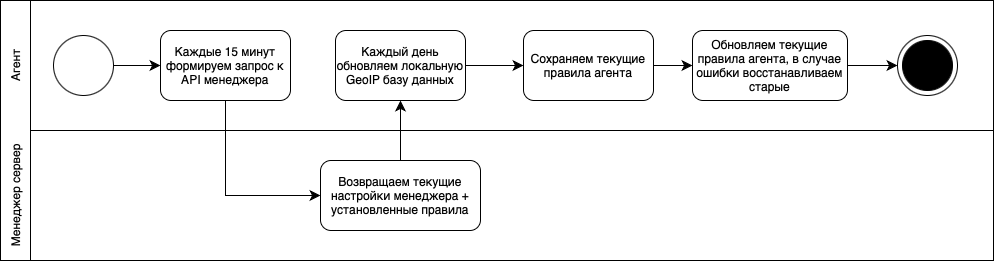 Агент
Каждые 15 минут
формируем запрос к
API менеджера
Каждый день
обновляем локальную
GeoIP базу данных
Сохраняем текущие
правила агента
Обновляем текущие
правила агента, в случае
ошибки восстанавливаем
старые
Менеджер сервер
Возвращаем текущие
настройки менеджера +
установленные правила